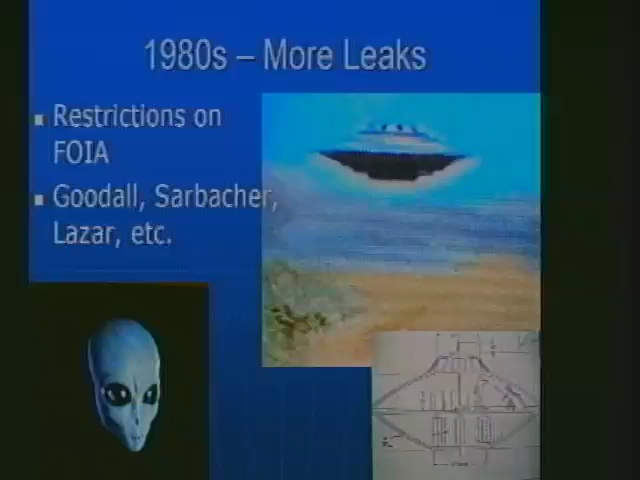 1980s – More Leaks
▪ Restrictions on
FOIA
▪ Goodall, Sarbacher,
Lazar, etc.